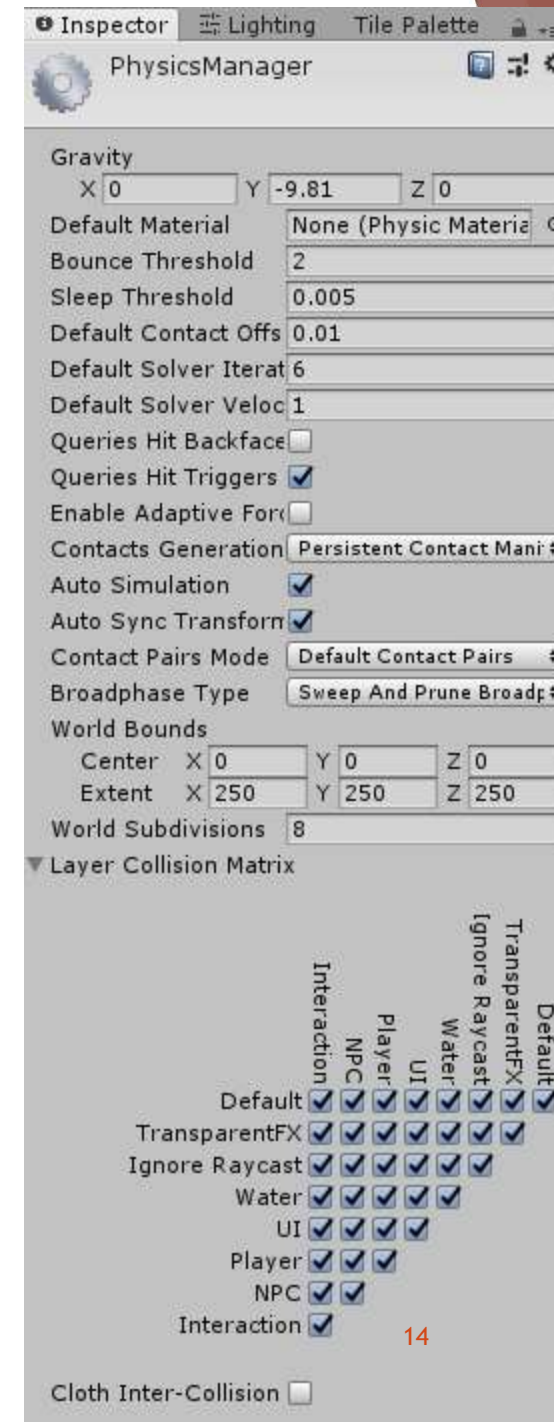 Inspector Lighting Tile Palette
PhysicsManager
Gravity
X 0 Y -9.81 Z 0
Default Material None (Physic Materia
Bounce Threshold 2
Sleep Threshold 0.005
Default Contact Offs 0.01
Default Solver Iterat 6
Default Solver Veloc 1
Queries Hit Backface
Queries Hit Triggers
Enable Adaptive For
Contacts Generation Persistent Contact Mani
Auto Simulation
Auto Sync Transform
Contact Pairs Mode Default Contact Pairs
Broadphase Type Sweep And Prune Broadp
World Bounds
Center X 0 Y 0 Z 0
Extent X 250 Y 250 Z 250
World Subdivisions 8
Layer Collision Matrix
Interaction
NPC
Player
UI
Water
Ignore Raycast
TransparentFX
Default
Default
TransparentFX
Ignore Raycast
Water
UI
Player
NPC
Interaction
14
Cloth Inter-Collision